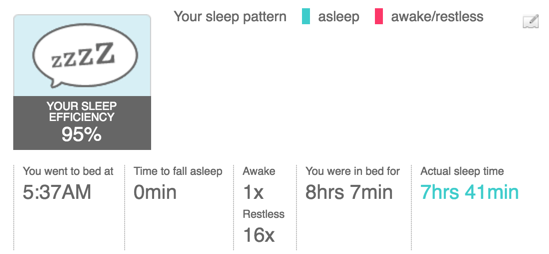 Your sleep pattern asleep awake/restless
zzzZ
YOUR SLEEP
EFFICIENCY
95%
You went to bed at
5:37AM
Time to fall asleep
0min
Awake
1x
Restless
16x
You were in bed for
8hrs 7min
Actual sleep time
7hrs 41min